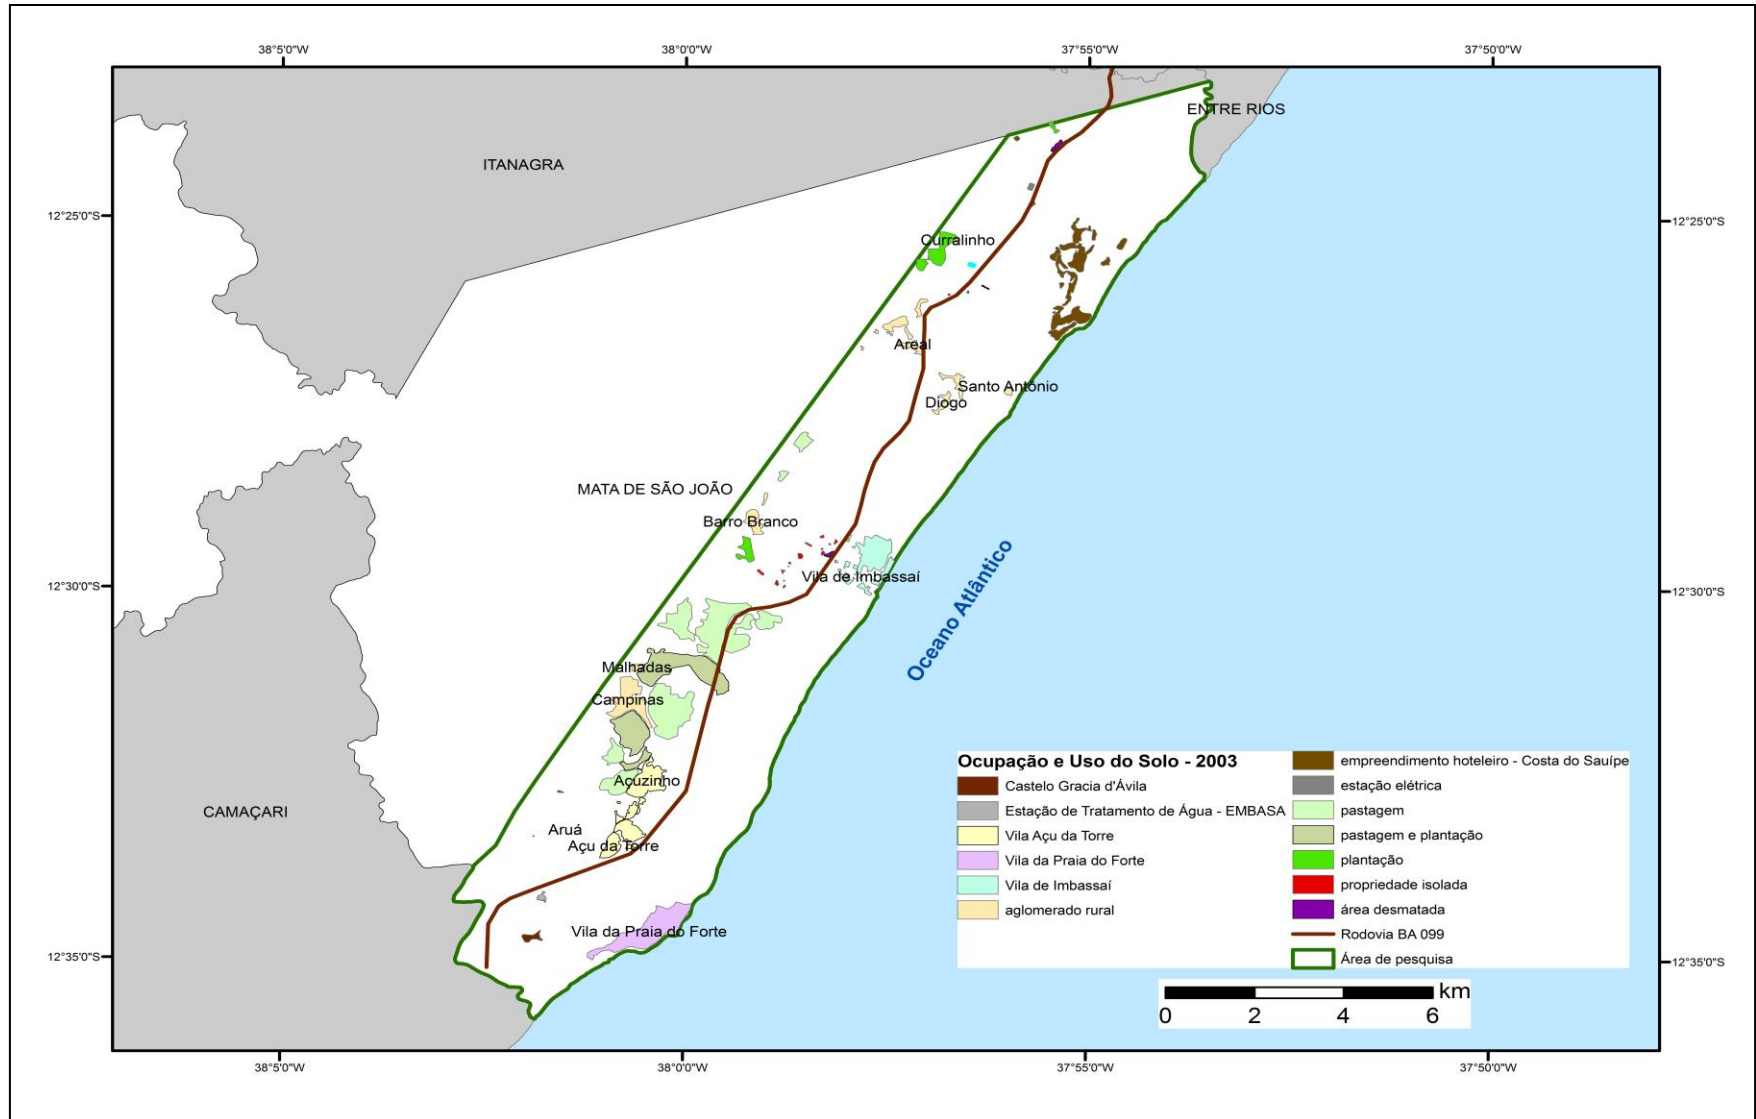 38°5'0"W
38°0'0"W
37°55'0"W
37°50'0"W
ENTRE RIOS
ITANAGRA
12°25'0"S
12°25'0"S
Curralinho
Areal
Santo Antônio
Diogo
MATA DE SÃO JOÃO
Barro Branco
Vila de Imbassaí
12°30'0"S
12°30'0"S
Oceano Atlântico
Malhadas
Campinas
Açuzinho
CAMAÇARI
Aruá
Açu da Torre
Vila da Praia do Forte
12°35'0"S
12°35'0"S
Ocupação e Uso do Solo - 2003
Castelo Gracia d'Ávila
Estação de Tratamento de Água - EMBASA
Vila Açu da Torre
Vila da Praia do Forte
Vila de Imbassaí
aglomerado rural
empreendimento hoteleiro - Costa do Sauípe
estação elétrica
pastagem
pastagem e plantação
plantação
propriedade isolada
área desmatada
Rodovia BA 099
Área de pesquisa
km
0 2 4 6
38°5'0"W
38°0'0"W
37°55'0"W
37°50'0"W